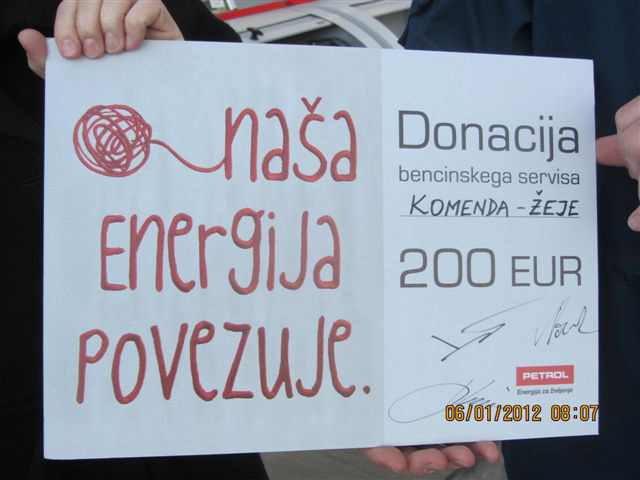 naša
Energija
povezuje.
Donacija
bencinskega servisa
KOMENDA - ŽEJE
200 EUR
PETROL
Energija za življenje
06/01/2012 08:07